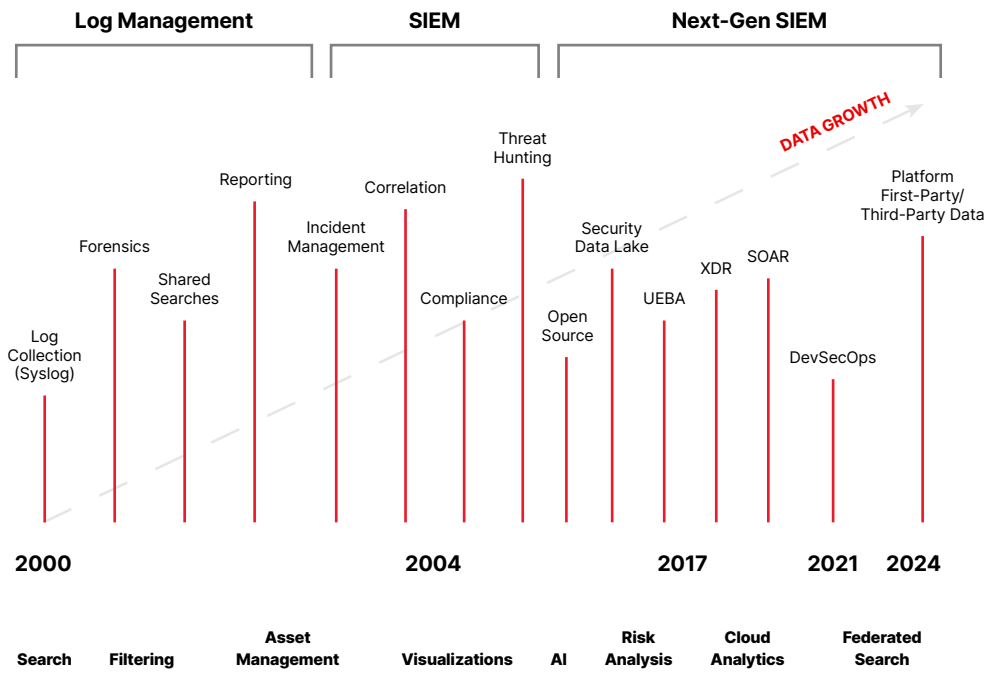 Log Management
SIEM
Next-Gen SIEM
DATA GROWTH
Log
Collection
(Syslog)
Forensics
Shared
Searches
Reporting
Incident
Management
Correlation
Compliance
Threat
Hunting
Open
Source
Security
Data Lake
UEBA
XDR
SOAR
DevSecOps
Platform
First-Party/
Third-Party Data
2000
2004
2017
2021
2024
Search
Filtering
Asset
Management
Visualizations
AI
Risk
Analysis
Cloud
Analytics
Federated
Search